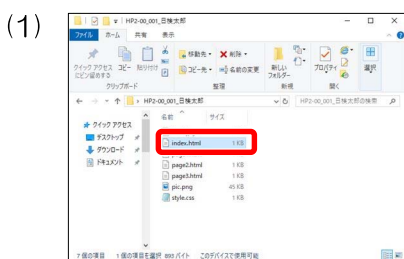 (1)
HP2-00_001_日検太郎
ファイル ホーム 共有 表示
クイック アクセスにピン留めする コピー 貼り付け 移動先 コピー先 削除 名前の変更 新しいフォルダー プロパティ 選択
クリップボード 整理 新規 開く
HP2-00_001_日検太郎 HP2-00_001_日検太郎の検索
名前 サイズ
クイック アクセス
デスクトップ
index.html 1 KB
ダウンロード
ドキュメント
page2.html 1 KB
ピクチャ
page3.html 1 KB
pic.png 45 KB
style.css 1 KB
7 個の項目 1 個の項目を選択 893 バイト このデバイスで使用可能